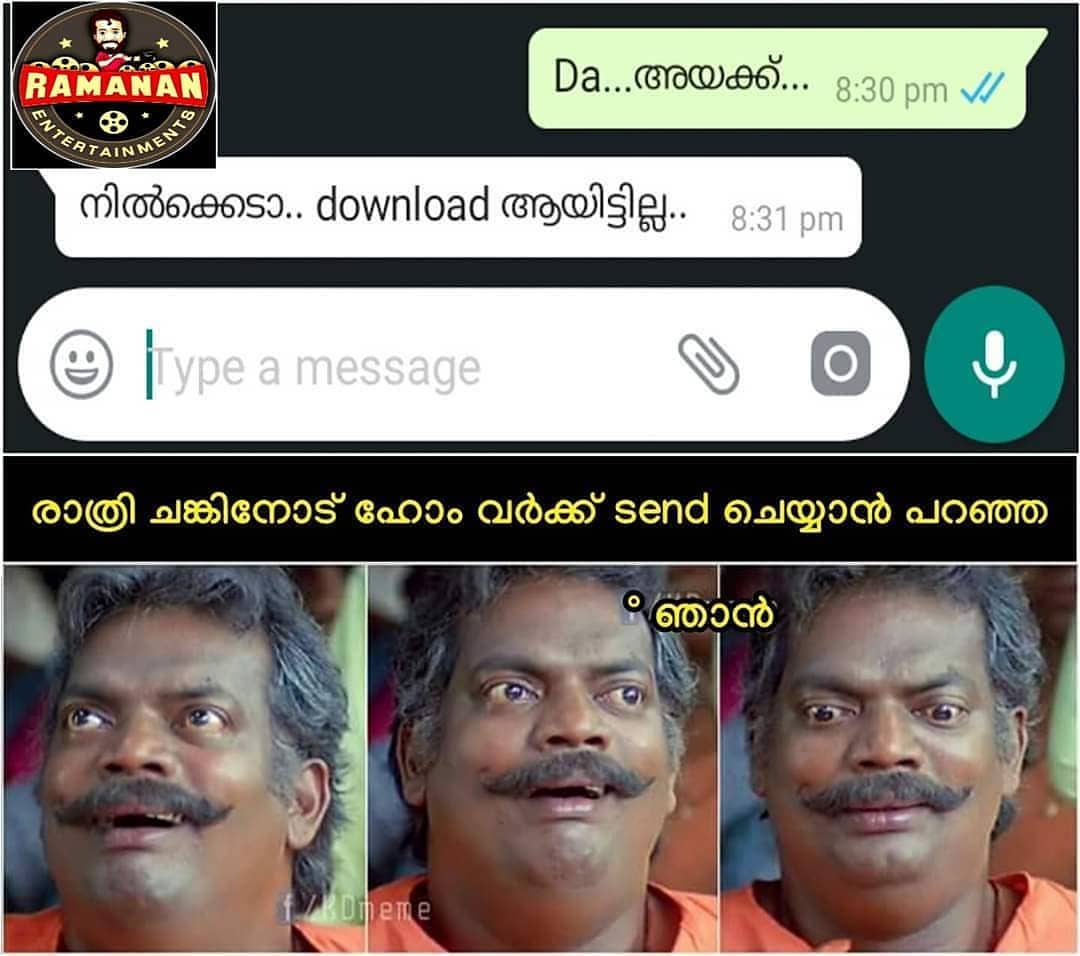 RAMANAN
ENTERTAINMENTS
Da...അയക്ക്... 8:30 pm
നിൽക്കെടാ.. download ആയിട്ടില്ല.. 8:31 pm
Type a message
രാത്രി ചങ്കിനോട് ഹോം വർക്ക് send ചെയ്യാൻ പറഞ്ഞ
ഞാൻ